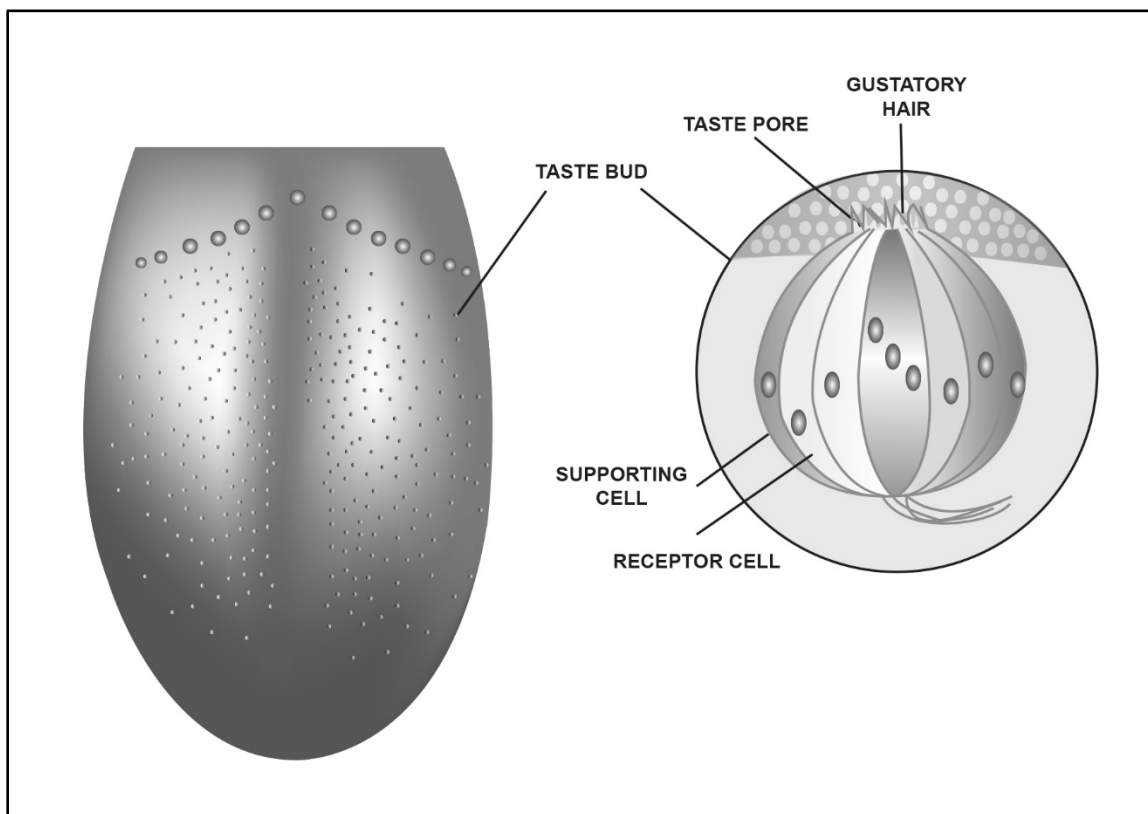 GUSTATORY
HAIR
TASTE PORE
TASTE BUD
SUPPORTING
CELL
RECEPTOR CELL